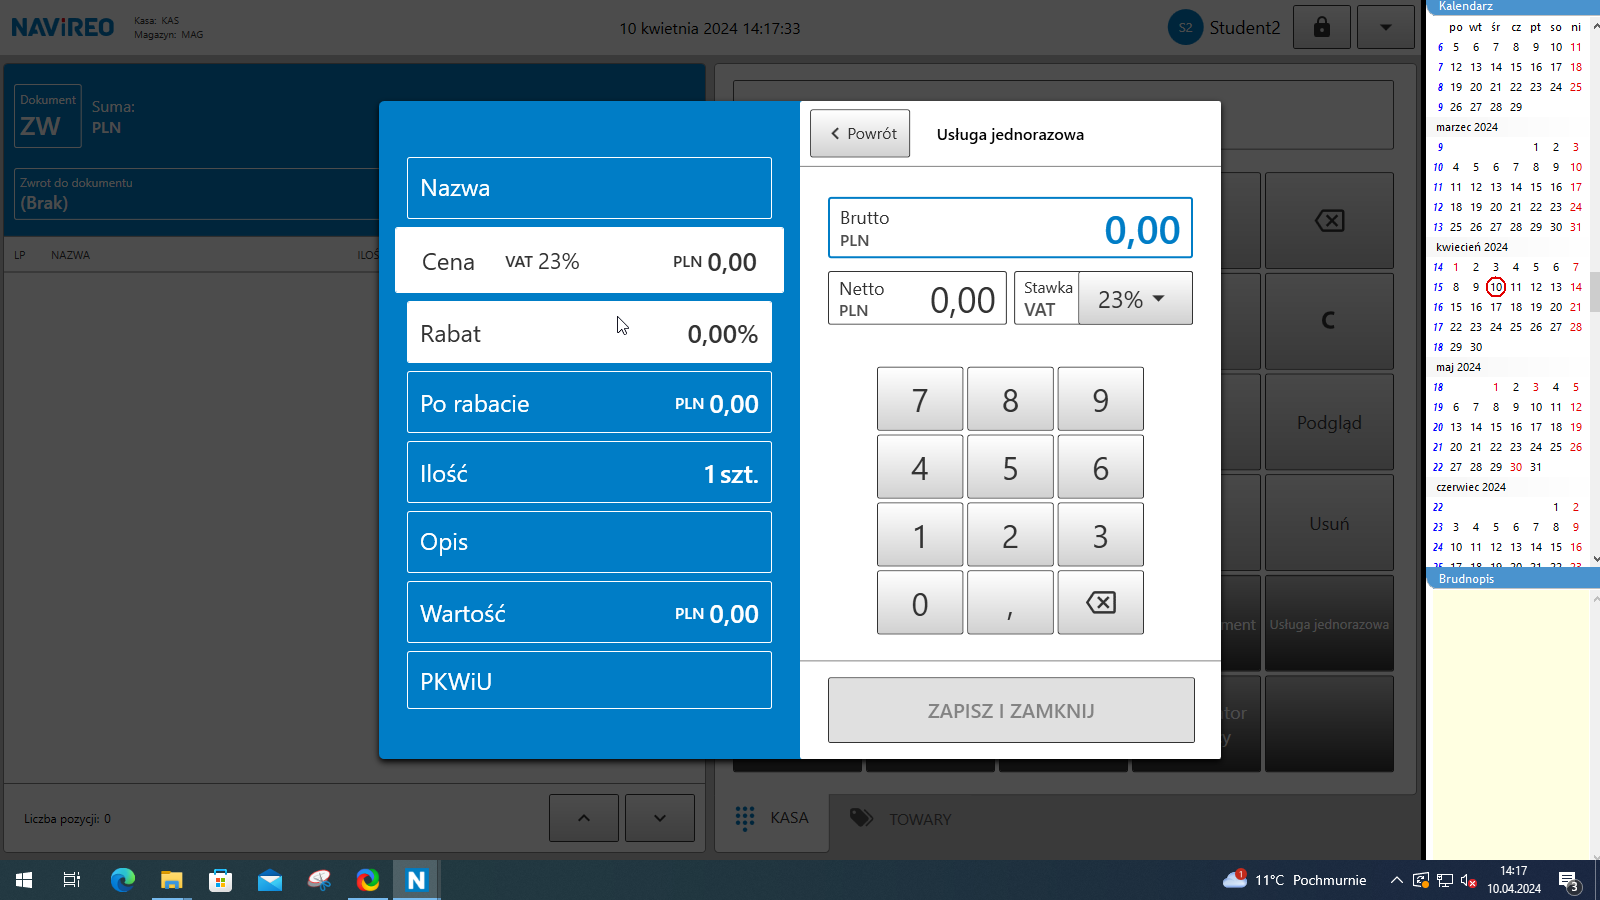 NAVIREO
Kasa: KAS
Magazyn: MAG
10 kwietnia 2024 14:17:33
S2 Student2
Dokument
ZW
Suma:
PLN
Zwrot do dokumentu
(Brak)
LP NAZWA
Liczba pozycji: 0
Nazwa
Cena VAT 23% PLN 0,00
Rabat 0,00%
Po rabacie PLN 0,00
Ilość 1 szt.
Opis
Wartość PLN 0,00
PKWiU
Powrót
Usługa jednorazowa
Brutto
PLN
0,00
Netto
PLN
0,00
Stawka
VAT
23%
7 8 9
4 5 6
1 2 3
0 ,
ZAPISZ I ZAMKNIJ
C
Podgląd
Usuń
Usługa jednorazowa
KASA
TOWARY
Kalendarz
po wt śr cz pt so ni
6 5 6 7 8 9 10 11
7 12 13 14 15 16 17 18
8 19 20 21 22 23 24 25
9 26 27 28 29
marzec 2024
9 1 2 3
10 4 5 6 7 8 9 10
11 11 12 13 14 15 16 17
12 18 19 20 21 22 23 24
13 25 26 27 28 29 30 31
kwiecień 2024
14 1 2 3 4 5 6 7
15 8 9 10 11 12 13 14
16 15 16 17 18 19 20 21
17 22 23 24 25 26 27 28
18 29 30
maj 2024
18 1 2 3 4 5
19 6 7 8 9 10 11 12
20 13 14 15 16 17 18 19
21 20 21 22 23 24 25 26
22 27 28 29 30 31
czerwiec 2024
22 1 2
23 3 4 5 6 7 8 9
24 10 11 12 13 14 15 16
Brudnopis
N
1
11°C Pochmurnie
14:17
10.04.2024
3